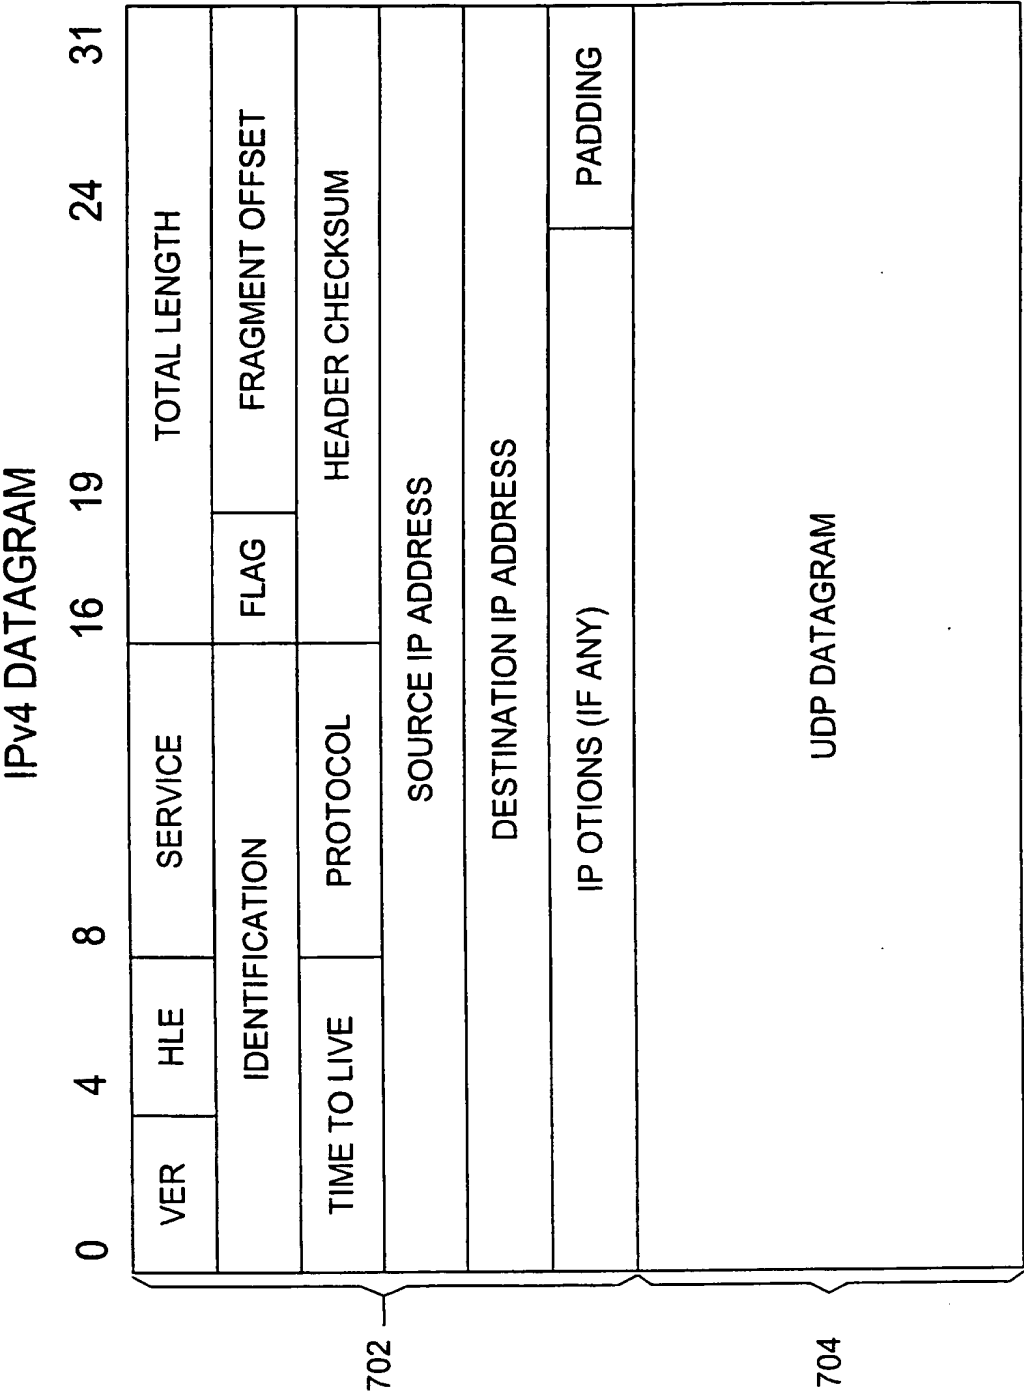 IPv4 DATAGRAM
0 4 8 16 19 24 31
VER HLE SERVICE TOTAL LENGTH
IDENTIFICATION FLAG FRAGMENT OFFSET
TIME TO LIVE PROTOCOL HEADER CHECKSUM
702
SOURCE IP ADDRESS
DESTINATION IP ADDRESS
IP OTIONS (IF ANY) PADDING
704
UDP DATAGRAM